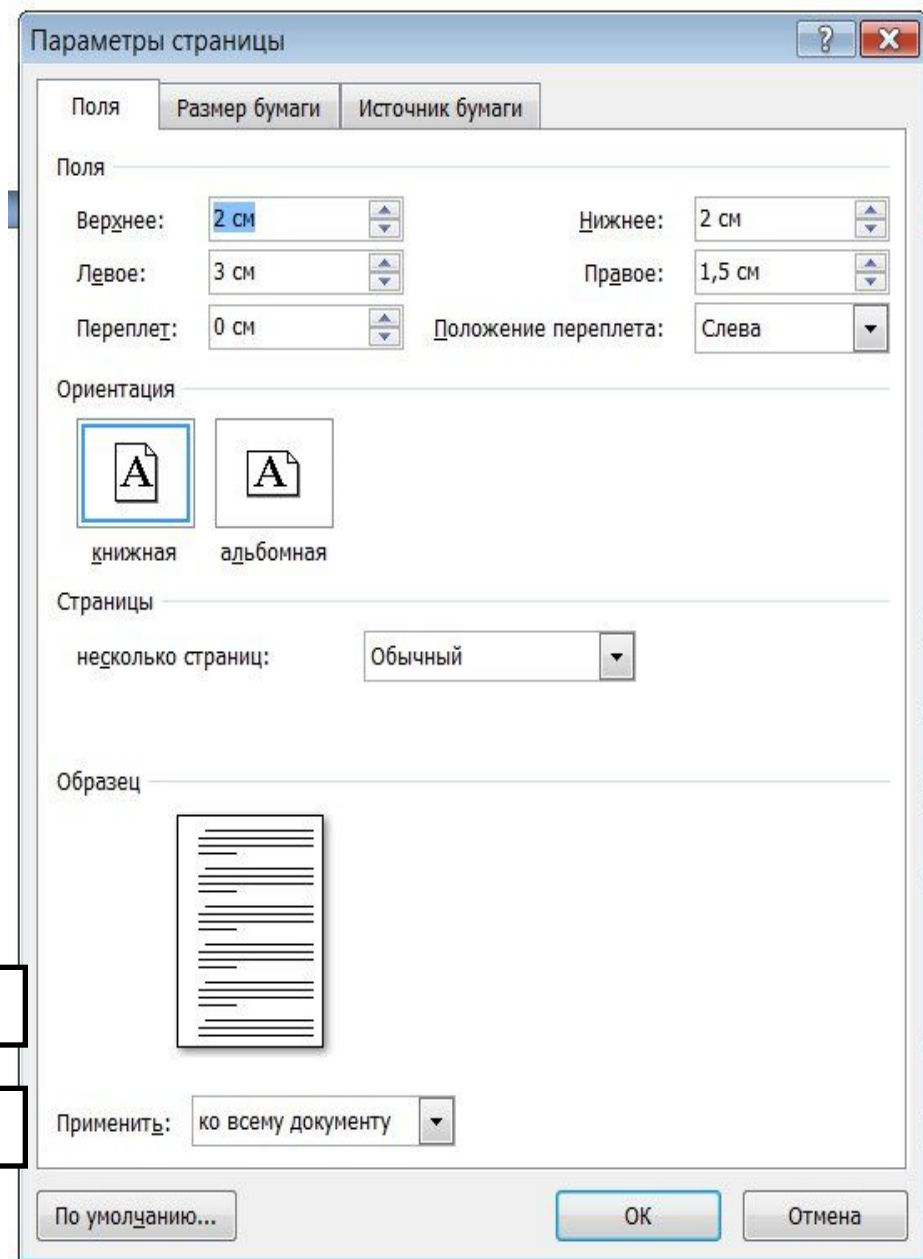 Параметры страницы
Поля Размер бумаги Источник бумаги
Поля
Верхнее: 2 см Нижнее: 2 см
Левое: 3 см Правое: 1,5 см
Переплет: 0 см Положение переплета: Слева
Ориентация
A A
книжная альбомная
Страницы
несколько страниц: Обычный
Образец
Применить: ко всему документу
По умолчанию... ОК Отмена